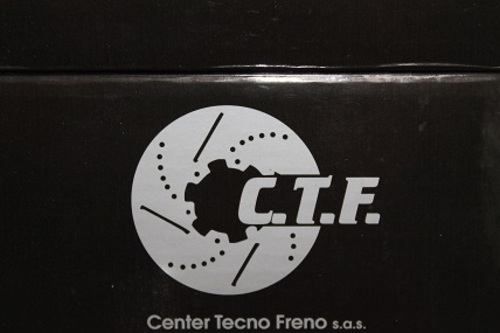 C.T.F.
Center Tecno Freno s.a.s.